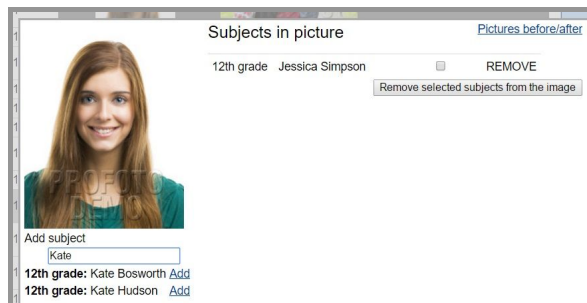 Subjects in picture
Pictures before/after
12th grade Jessica Simpson REMOVE
Remove selected subjects from the image
PROFOTO
DEMO
Add subject
Kate
12th grade: Kate Bosworth Add
12th grade: Kate Hudson Add